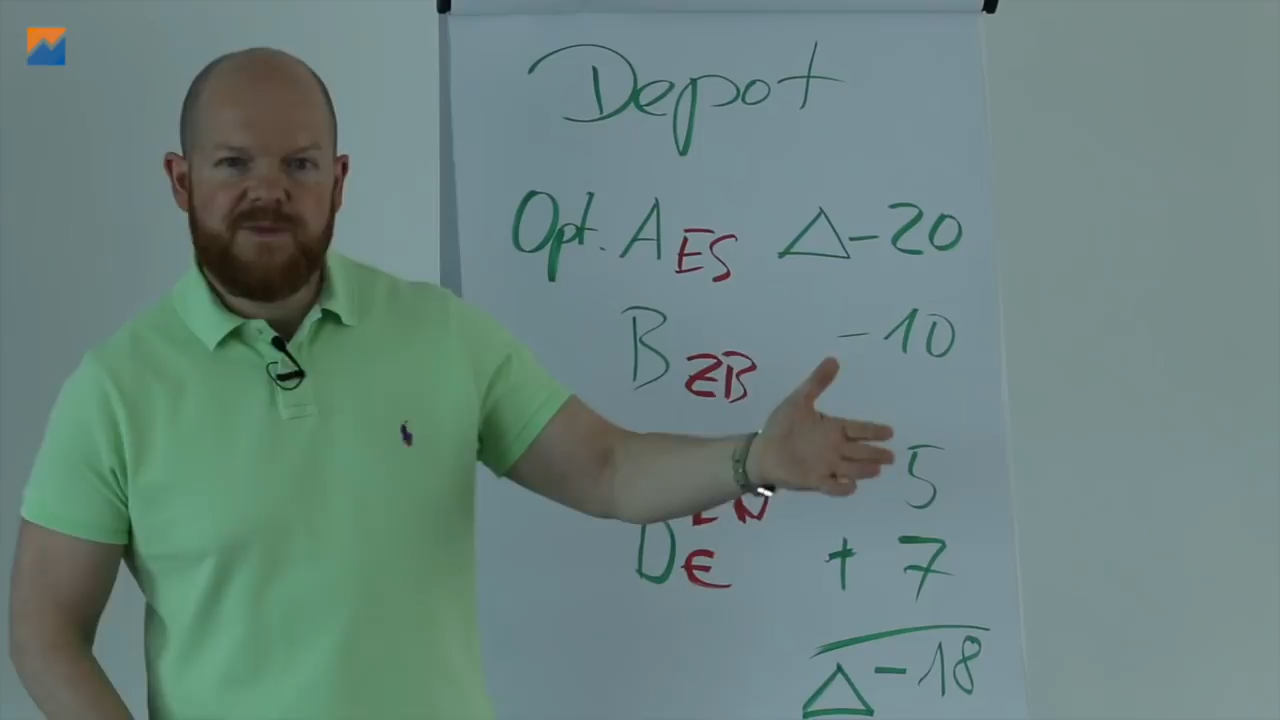 Depot
Opt. A ES Δ-20
B ZB -10
5
D € + 7
Δ-18